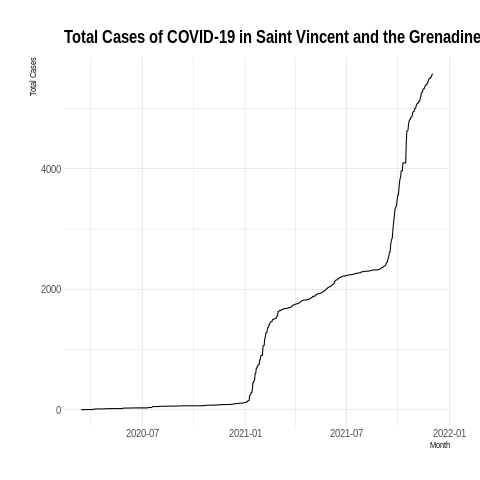 Total Cases of COVID-19 in Saint Vincent and the Grenadine
Total Cases
4000
2000
0
2020-07 2021-01 2021-07 2022-01
Month